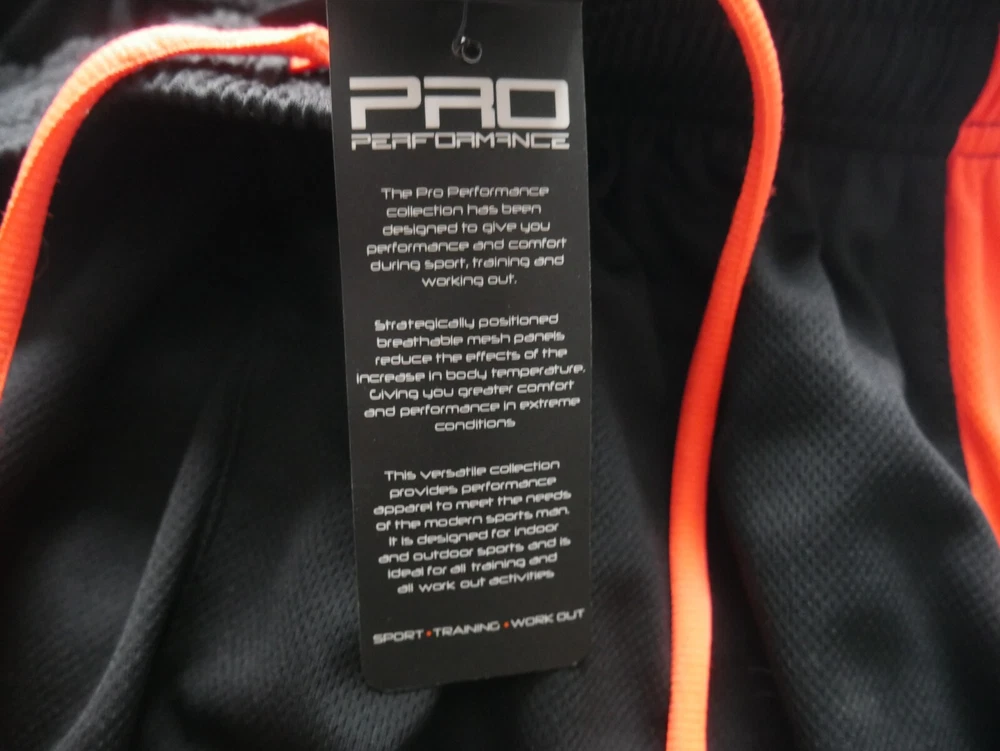 PRO
PERFORMANCE
The Pro Performance
collection has been
designed to give you
performance and comfort
during sport, training and
working out.
Strategically positioned
breathable mesh panels
reduce the effects of the
increase in body temperature.
Giving you greater comfort
and performance in extreme
conditions
This versatile collection
provides performance
apparel to meet the needs
of the modern sports man.
It is designed for indoor
and outdoor sports and is
ideal for all training and
all work out activities
SPORT • TRAINING • WORK OUT